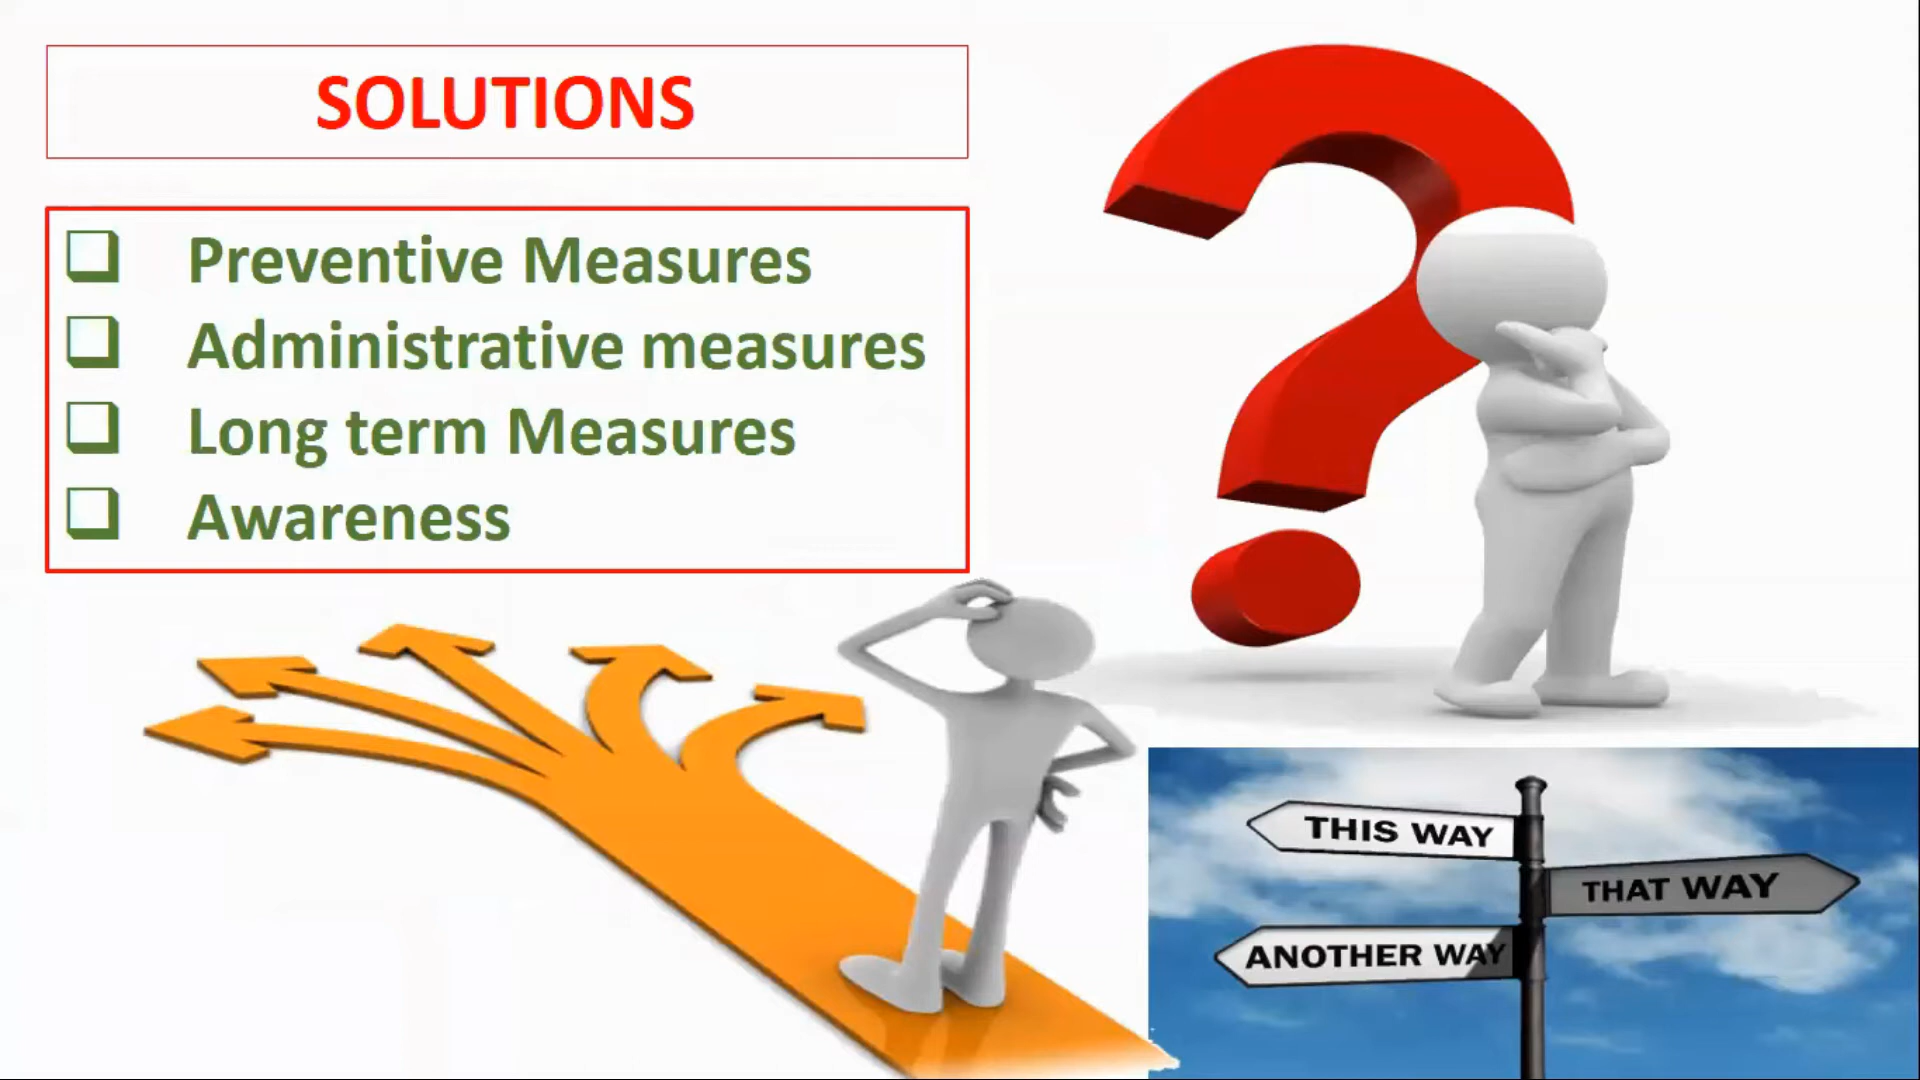 SOLUTIONS
Preventive Measures
Administrative measures
Long term Measures
Awareness
THIS WAY
THAT WAY
ANOTHER WAY